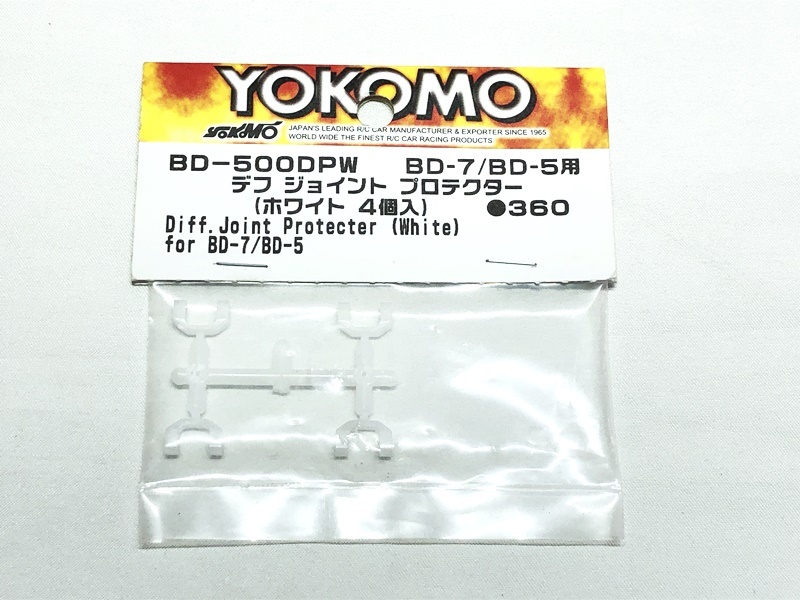 YOKOMO
YOKOMO JAPAN'S LEADING R/C CAR MANUFACTURER & EXPORTER SINCE 1965
WORLD WIDE THE FINEST R/C CAR RACING PRODUCTS
BD-500DPW BD-7/BD-5用
デフ ジョイント プロテクター
(ホワイト 4個入) ●360
Diff.Joint Protecter (White)
for BD-7/BD-5